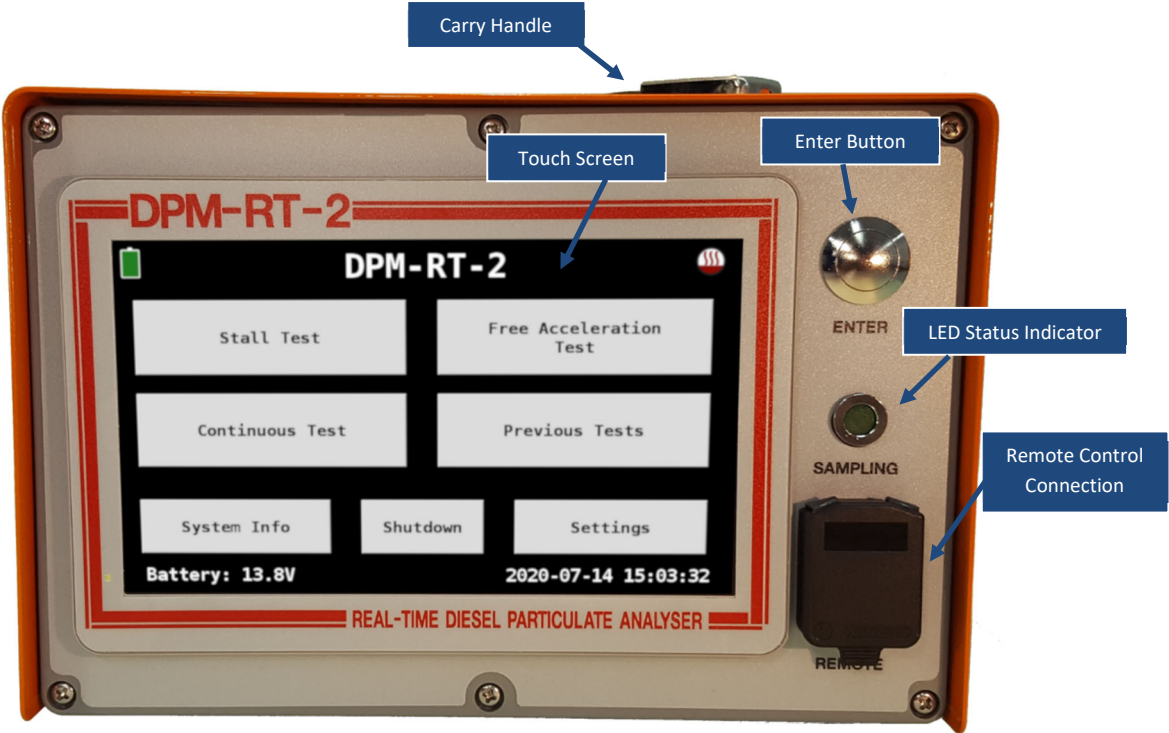 Carry Handle
Enter Button
Touch Screen
DPM-RT-2
DPM-RT-2
Stall Test
Free Acceleration
Test
ENTER
LED Status Indicator
Continuous Test
Previous Tests
SAMPLING
Remote Control
Connection
System Info
Shutdown
Settings
Battery: 13.8V
2020-07-14 15:03:32
REAL-TIME DIESEL PARTICULATE ANALYSER
REMOTE